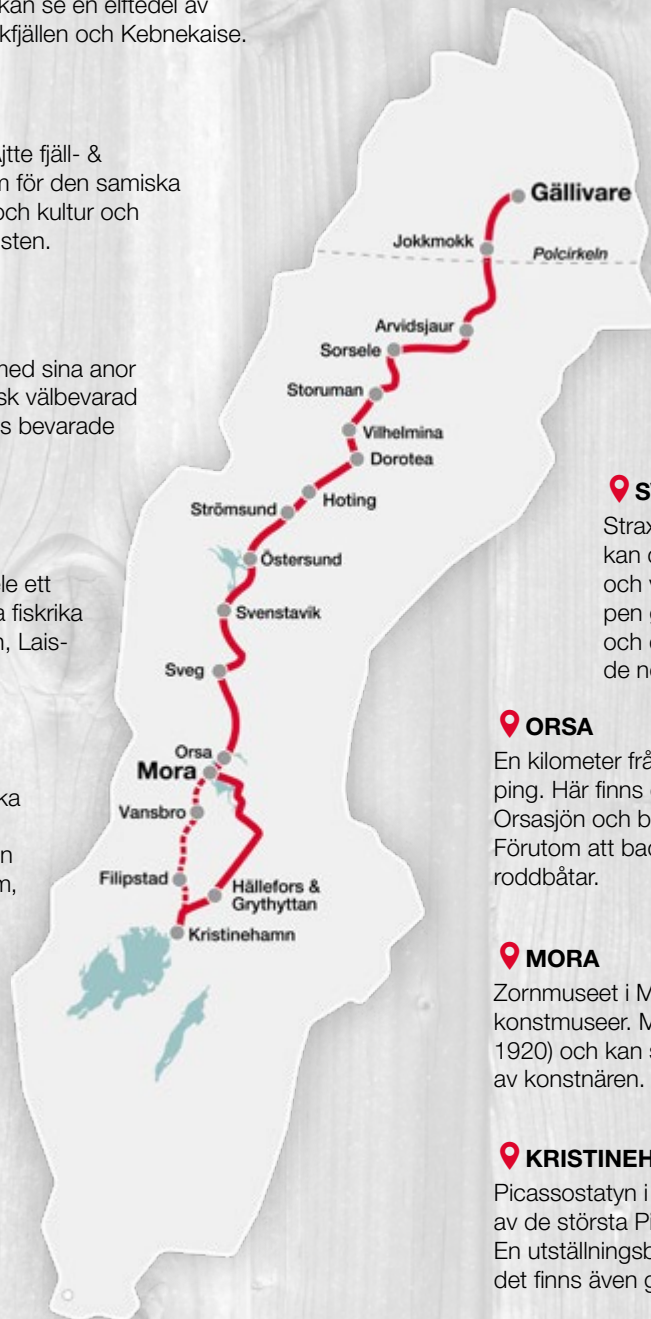 kan se en elftedel av
kfjällen och Kebnekaise.
jtte fjäll- &
m för den samiska
och kultur och
sten.
med sina anor
sk välbevarad
s bevarade
le ett
a fiskrika
n, Lais-
ka
n
m,
Gällivare
Jokkmokk
Polcirkeln
Arvidsjaur
Sorsele
Storuman
Vilhelmina
Dorotea
Hoting
Strömsund
Östersund
Svenstavik
Sveg
Orsa
Mora
Vansbro
Filipstad
Hällefors &
Grythyttan
Kristinehamn
Strax
kan d
och v
pen g
och
de no
ORSA
En kilometer frå
ping. Här finns
Orsasjön och b
Förutom att bad
roddbåtar.
MORA
Zornmuseet i M
konstmuseer. M
1920) och kan s
av konstnären.
KRISTINEH
Picassostatyn i
av de största Pi
En utställningsb
det finns även g